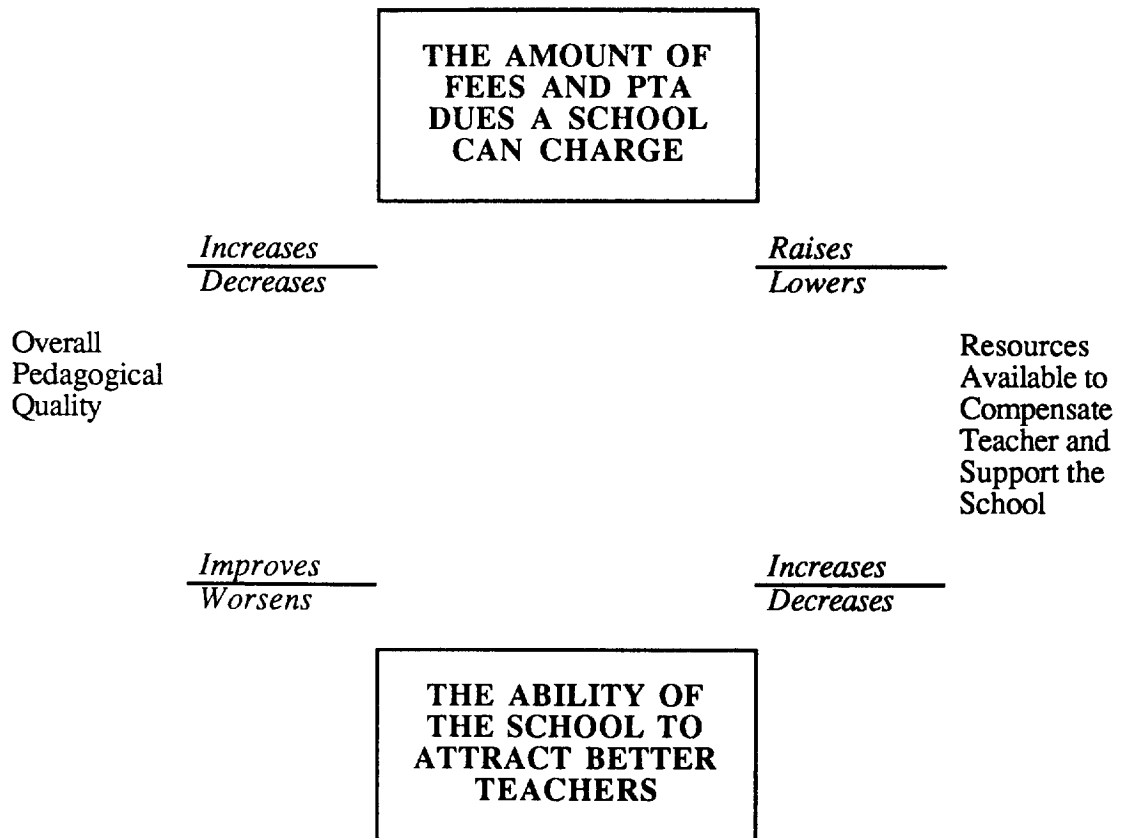 THE AMOUNT OF
FEES AND PTA
DUES A SCHOOL
CAN CHARGE
Increases
Decreases
Raises
Lowers
Overall
Pedagogical
Quality
Resources
Available to
Compensate
Teacher and
Support the
School
Improves
Worsens
Increases
Decreases
THE ABILITY OF
THE SCHOOL TO
ATTRACT BETTER
TEACHERS